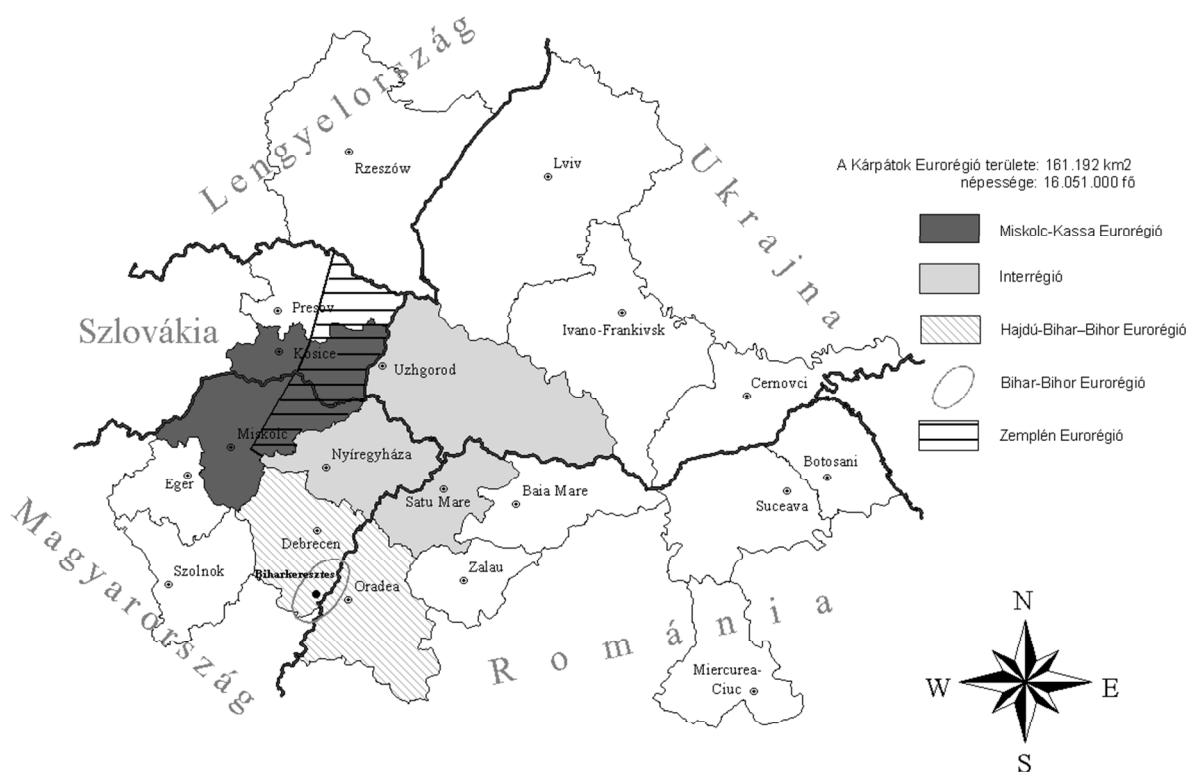 Lengyelország
Ukrajna
Szlovákia
Magyarország
Románia
Rzeszów
Lviv
Presov
Ivano-Frankivsk
Kosice
Uzhgorod
Cernovci
Miskolc
Nyíregyháza
Eger
Satu Mare
Baia Mare
Botosani
Suceava
Debrecen
Szolnok
Biharkeresztes
Oradea
Zalau
Miercurea-
Ciuc
A Kárpátok Eurorégió területe: 161.192 km2
népessége: 16.051.000 fő
Miskolc-Kassa Eurorégió
Interrégió
Hajdú-Bihar–Bihor Eurorégió
Bihar-Bihor Eurorégió
Zemplén Eurorégió
N
W
E
S